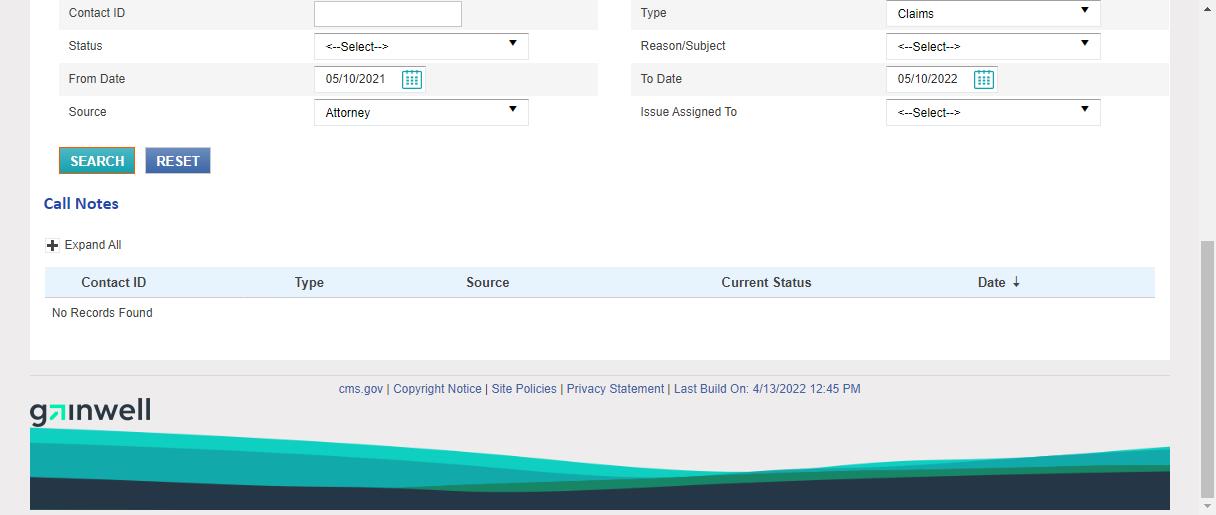 Contact ID Type Claims
Status <--Select--> Reason/Subject <--Select-->
From Date 05/10/2021 To Date 05/10/2022
Source Attorney Issue Assigned To <--Select-->
SEARCH RESET
Call Notes
Expand All
Contact ID Type Source Current Status Date ↓
No Records Found
cms.gov | Copyright Notice | Site Policies | Privacy Statement | Last Build On: 4/13/2022 12:45 PM
gainwell